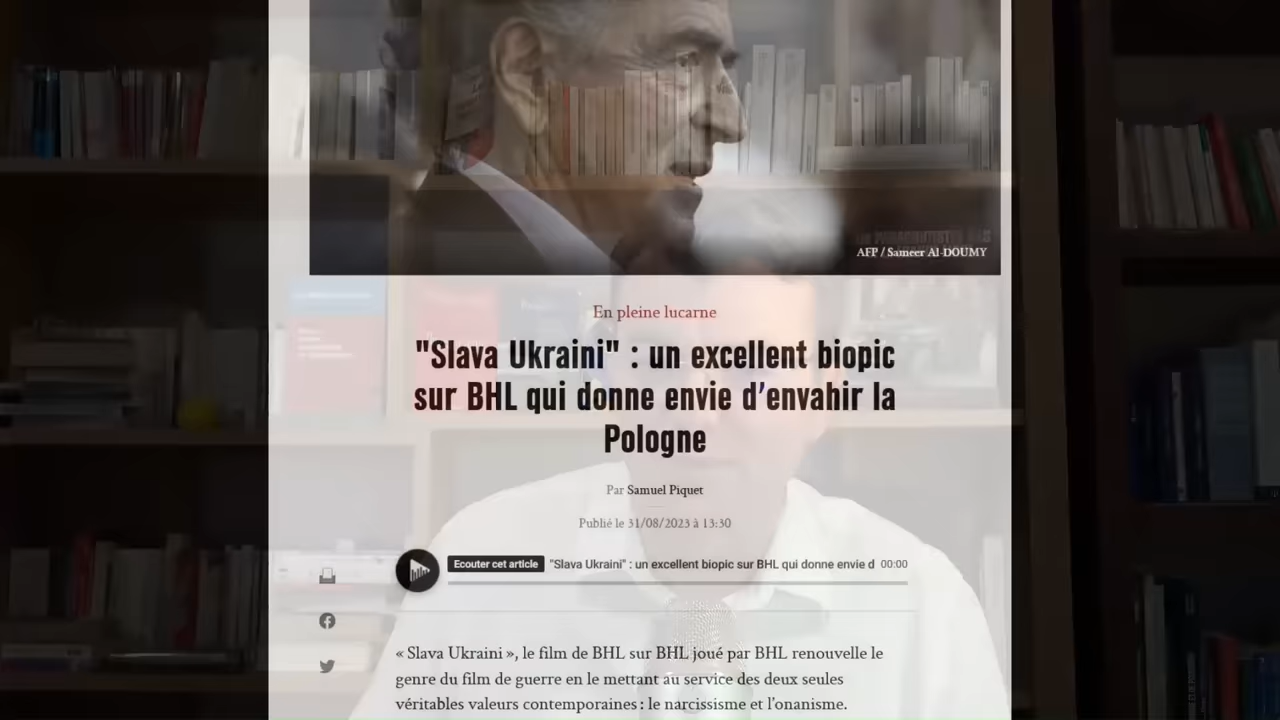 AFP / Sameer Al-DOUMY
En pleine lucarne
"Slava Ukraini" : un excellent biopic
sur BHL qui donne envie d’envahir la
Pologne
Par Samuel Piquet
Publié le 31/08/2023 à 13:30
Ecouter cet article "Slava Ukraini" : un excellent biopic sur BHL qui donne envie d 00:00
« Slava Ukraini », le film de BHL sur BHL joué par BHL renouvelle le
genre du film de guerre en le mettant au service des deux seules
véritables valeurs contemporaines : le narcissisme et l’onanisme.